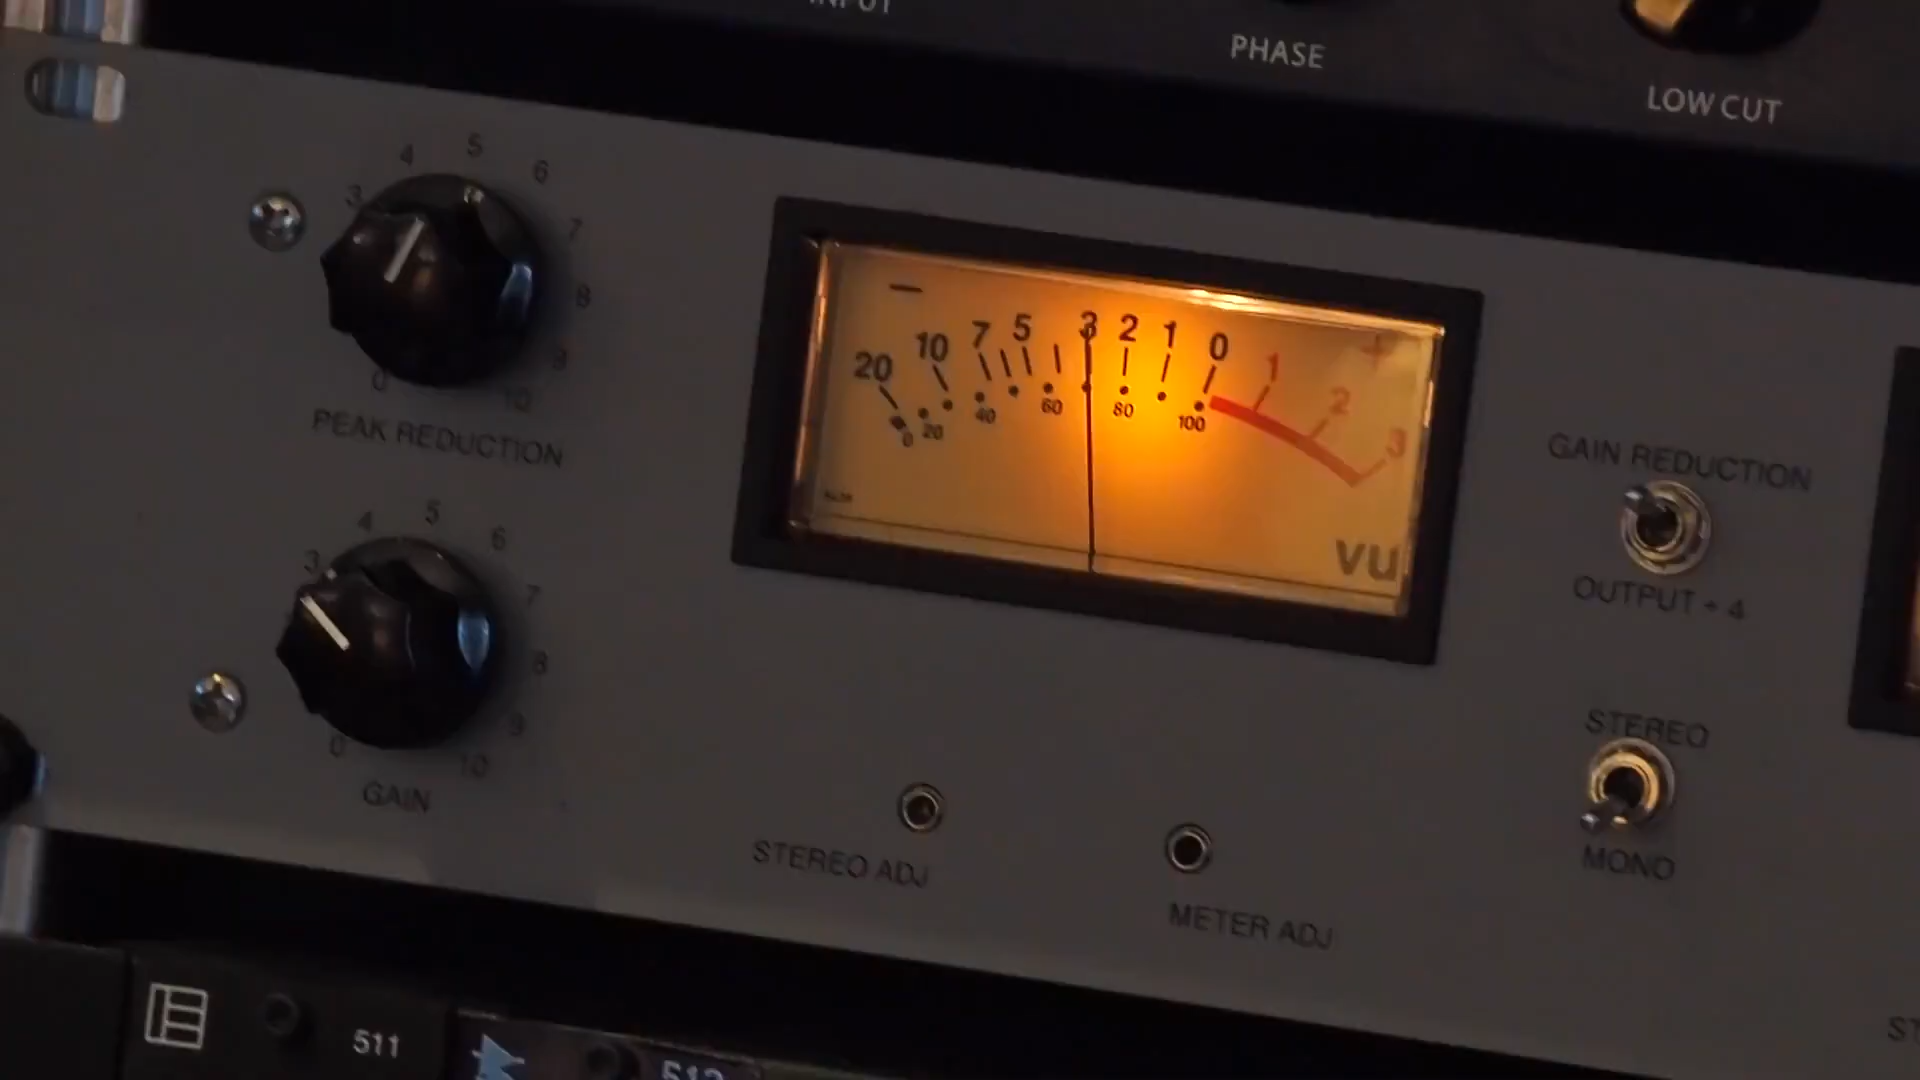 INPUT
PHASE
LOW CUT
3 4 5 6 7 8 9 10
0
PEAK REDUCTION
3 4 5 6 7 8 9 10
0
GAIN
−
20 10 7 5 3 2 1 0 1 2 3
+
0 20 40 60 80 100
VU
GAIN REDUCTION
OUTPUT + 4
STEREO
MONO
STEREO ADJ
METER ADJ
511
512